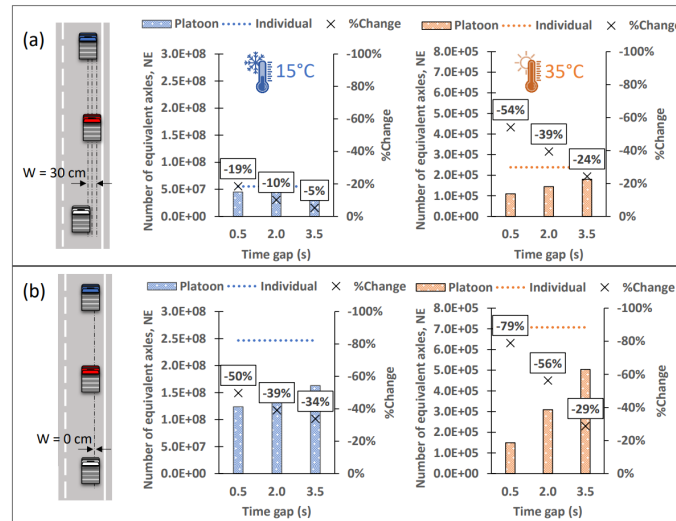 (a)
W = 30 cm
Platoon Individual %Change
Number of equivalent axles, NE
3.0E+08
2.5E+08
2.0E+08
1.5E+08
1.0E+08
5.0E+07
0.0E+00
15°C
-19%
-10%
-5%
-100%
-80%
-60%
-40%
-20%
0%
%Change
0.5 2.0 3.5
Time gap (s)
Platoon Individual %Change
Number of equivalent axles, NE
8.0E+05
7.0E+05
6.0E+05
5.0E+05
4.0E+05
3.0E+05
2.0E+05
1.0E+05
0.0E+00
35°C
-54%
-39%
-24%
-100%
-80%
-60%
-40%
-20%
0%
%Change
0.5 2.0 3.5
Time gap (s)
(b)
W = 0 cm
Platoon Individual %Change
Number of equivalent axles, NE
3.0E+08
2.5E+08
2.0E+08
1.5E+08
1.0E+08
5.0E+07
0.0E+00
-50%
-39%
-34%
-100%
-80%
-60%
-40%
-20%
0%
%Change
0.5 2.0 3.5
Time gap (s)
Platoon Individual %Change
Number of equivalent axles, NE
8.0E+05
7.0E+05
6.0E+05
5.0E+05
4.0E+05
3.0E+05
2.0E+05
1.0E+05
0.0E+00
-79%
-56%
-29%
-100%
-80%
-60%
-40%
-20%
0%
%Change
0.5 2.0 3.5
Time gap (s)